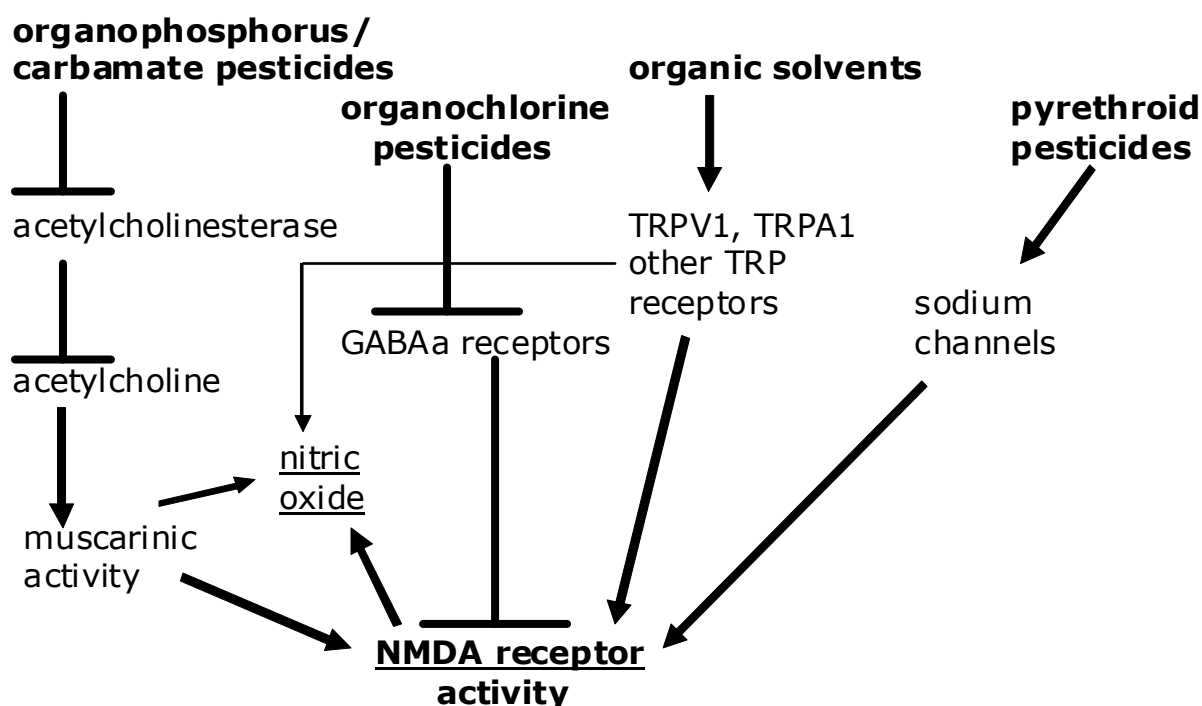 organophosphorus/
carbamate pesticides
organochlorine
pesticides
organic solvents
pyrethroid
pesticides
acetylcholinesterase
TRPV1, TRPA1
other TRP
receptors
sodium
channels
GABAa receptors
acetylcholine
nitric
oxide
muscarinic
activity
NMDA receptor
activity